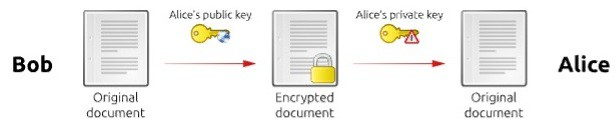 Alice's public key
Alice's private key
Bob
Alice
Original
document
Encrypted
document
Original
document